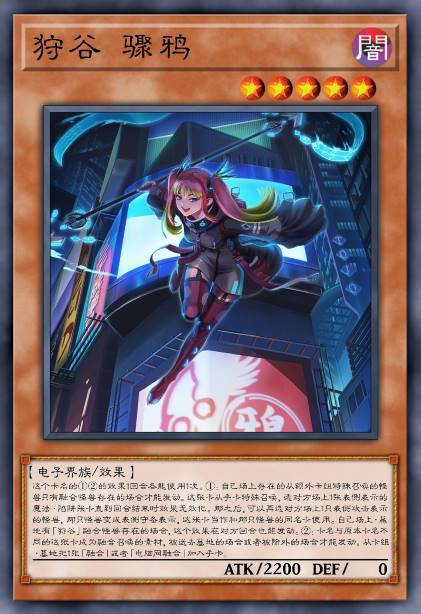 狩谷 骤鸦
闇
鴉
[电子界族/效果]
这个卡名的①②的效果1回合各能使用1次。①:自己场上存在的从额外卡组特殊召唤的怪
兽只有融合怪兽存在的场合才能发动。这张卡从手卡特殊召唤,选对方场上1张表侧表示的
魔法·陷阱卡直到回合结束时效果无效化。那之后,可以再选对方场上1只表侧攻击表示
的怪兽,那只怪兽变成表侧守备表示,这张卡当作和那只怪兽的同名卡使用。自己场上·墓
地有「狩谷」融合怪兽存在的场合,这个效果在对方回合也能发动。②:卡名与原本卡名不
同的这张卡成为融合召唤的素材,被送去墓地的场合或者被除外的场合才能发动。从卡组
·墓地把1张「融合」或者「电脑网融合」加入手卡。
ATK/2200 DEF/ 0